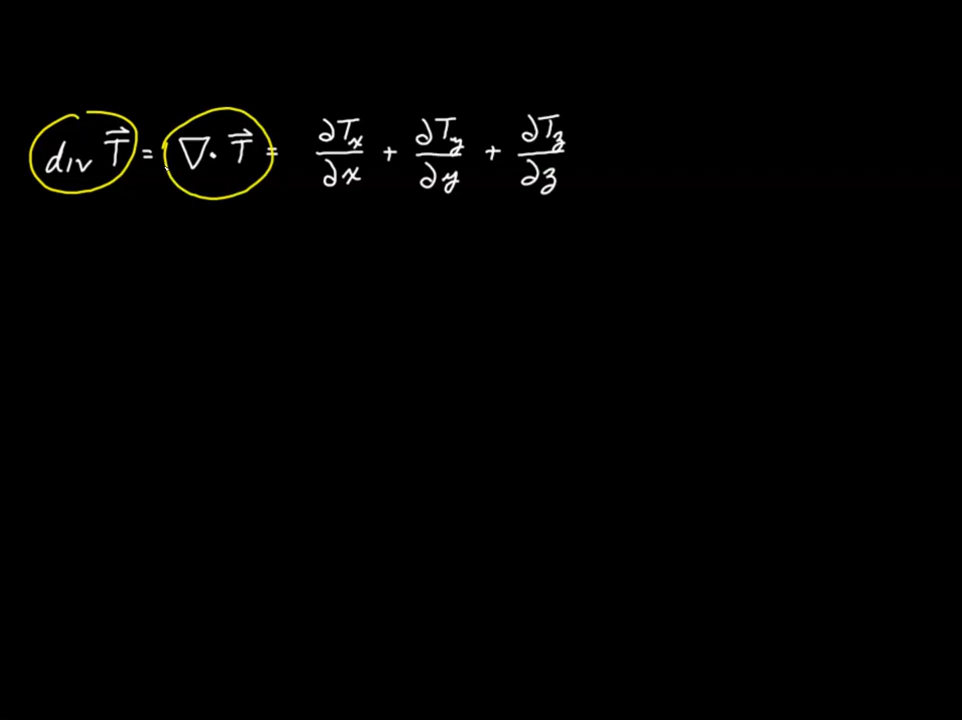 div T⃗ = ∇· T⃗ = ∂Tx/∂x + ∂Ty/∂y + ∂Tz/∂z